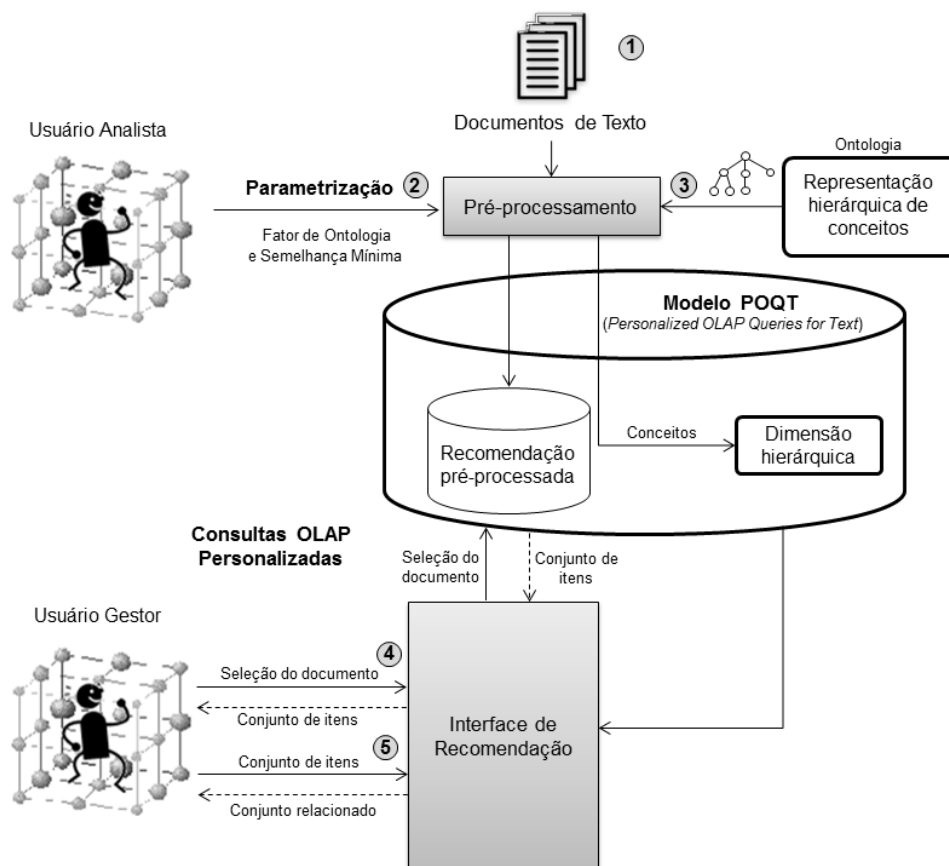 1
Documentos de Texto
Usuário Analista
Parametrização 2
Fator de Ontologia
e Semelhança Mínima
Pré-processamento
3
Ontologia
Representação
hierárquica de
conceitos
Modelo POQT
(Personalized OLAP Queries for Text)
Recomendação
pré-processada
Conceitos
Dimensão
hierárquica
Consultas OLAP
Personalizadas
Seleção do
documento
Conjunto de
itens
Usuário Gestor
4
Seleção do documento
Conjunto de itens
5
Conjunto de itens
Conjunto relacionado
Interface de
Recomendação